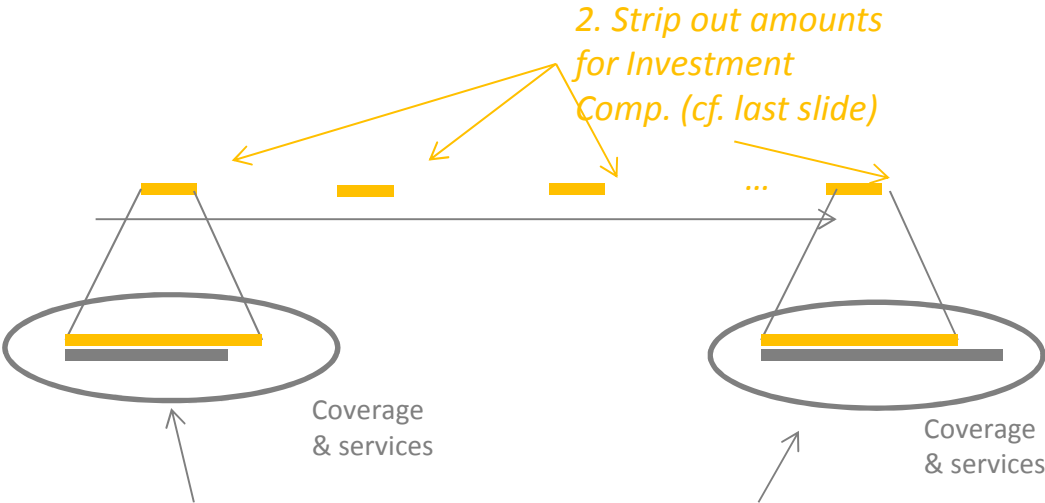 2. Strip out amounts
for Investment
Comp. (cf. last slide)
...
Coverage
& services
Coverage
& services